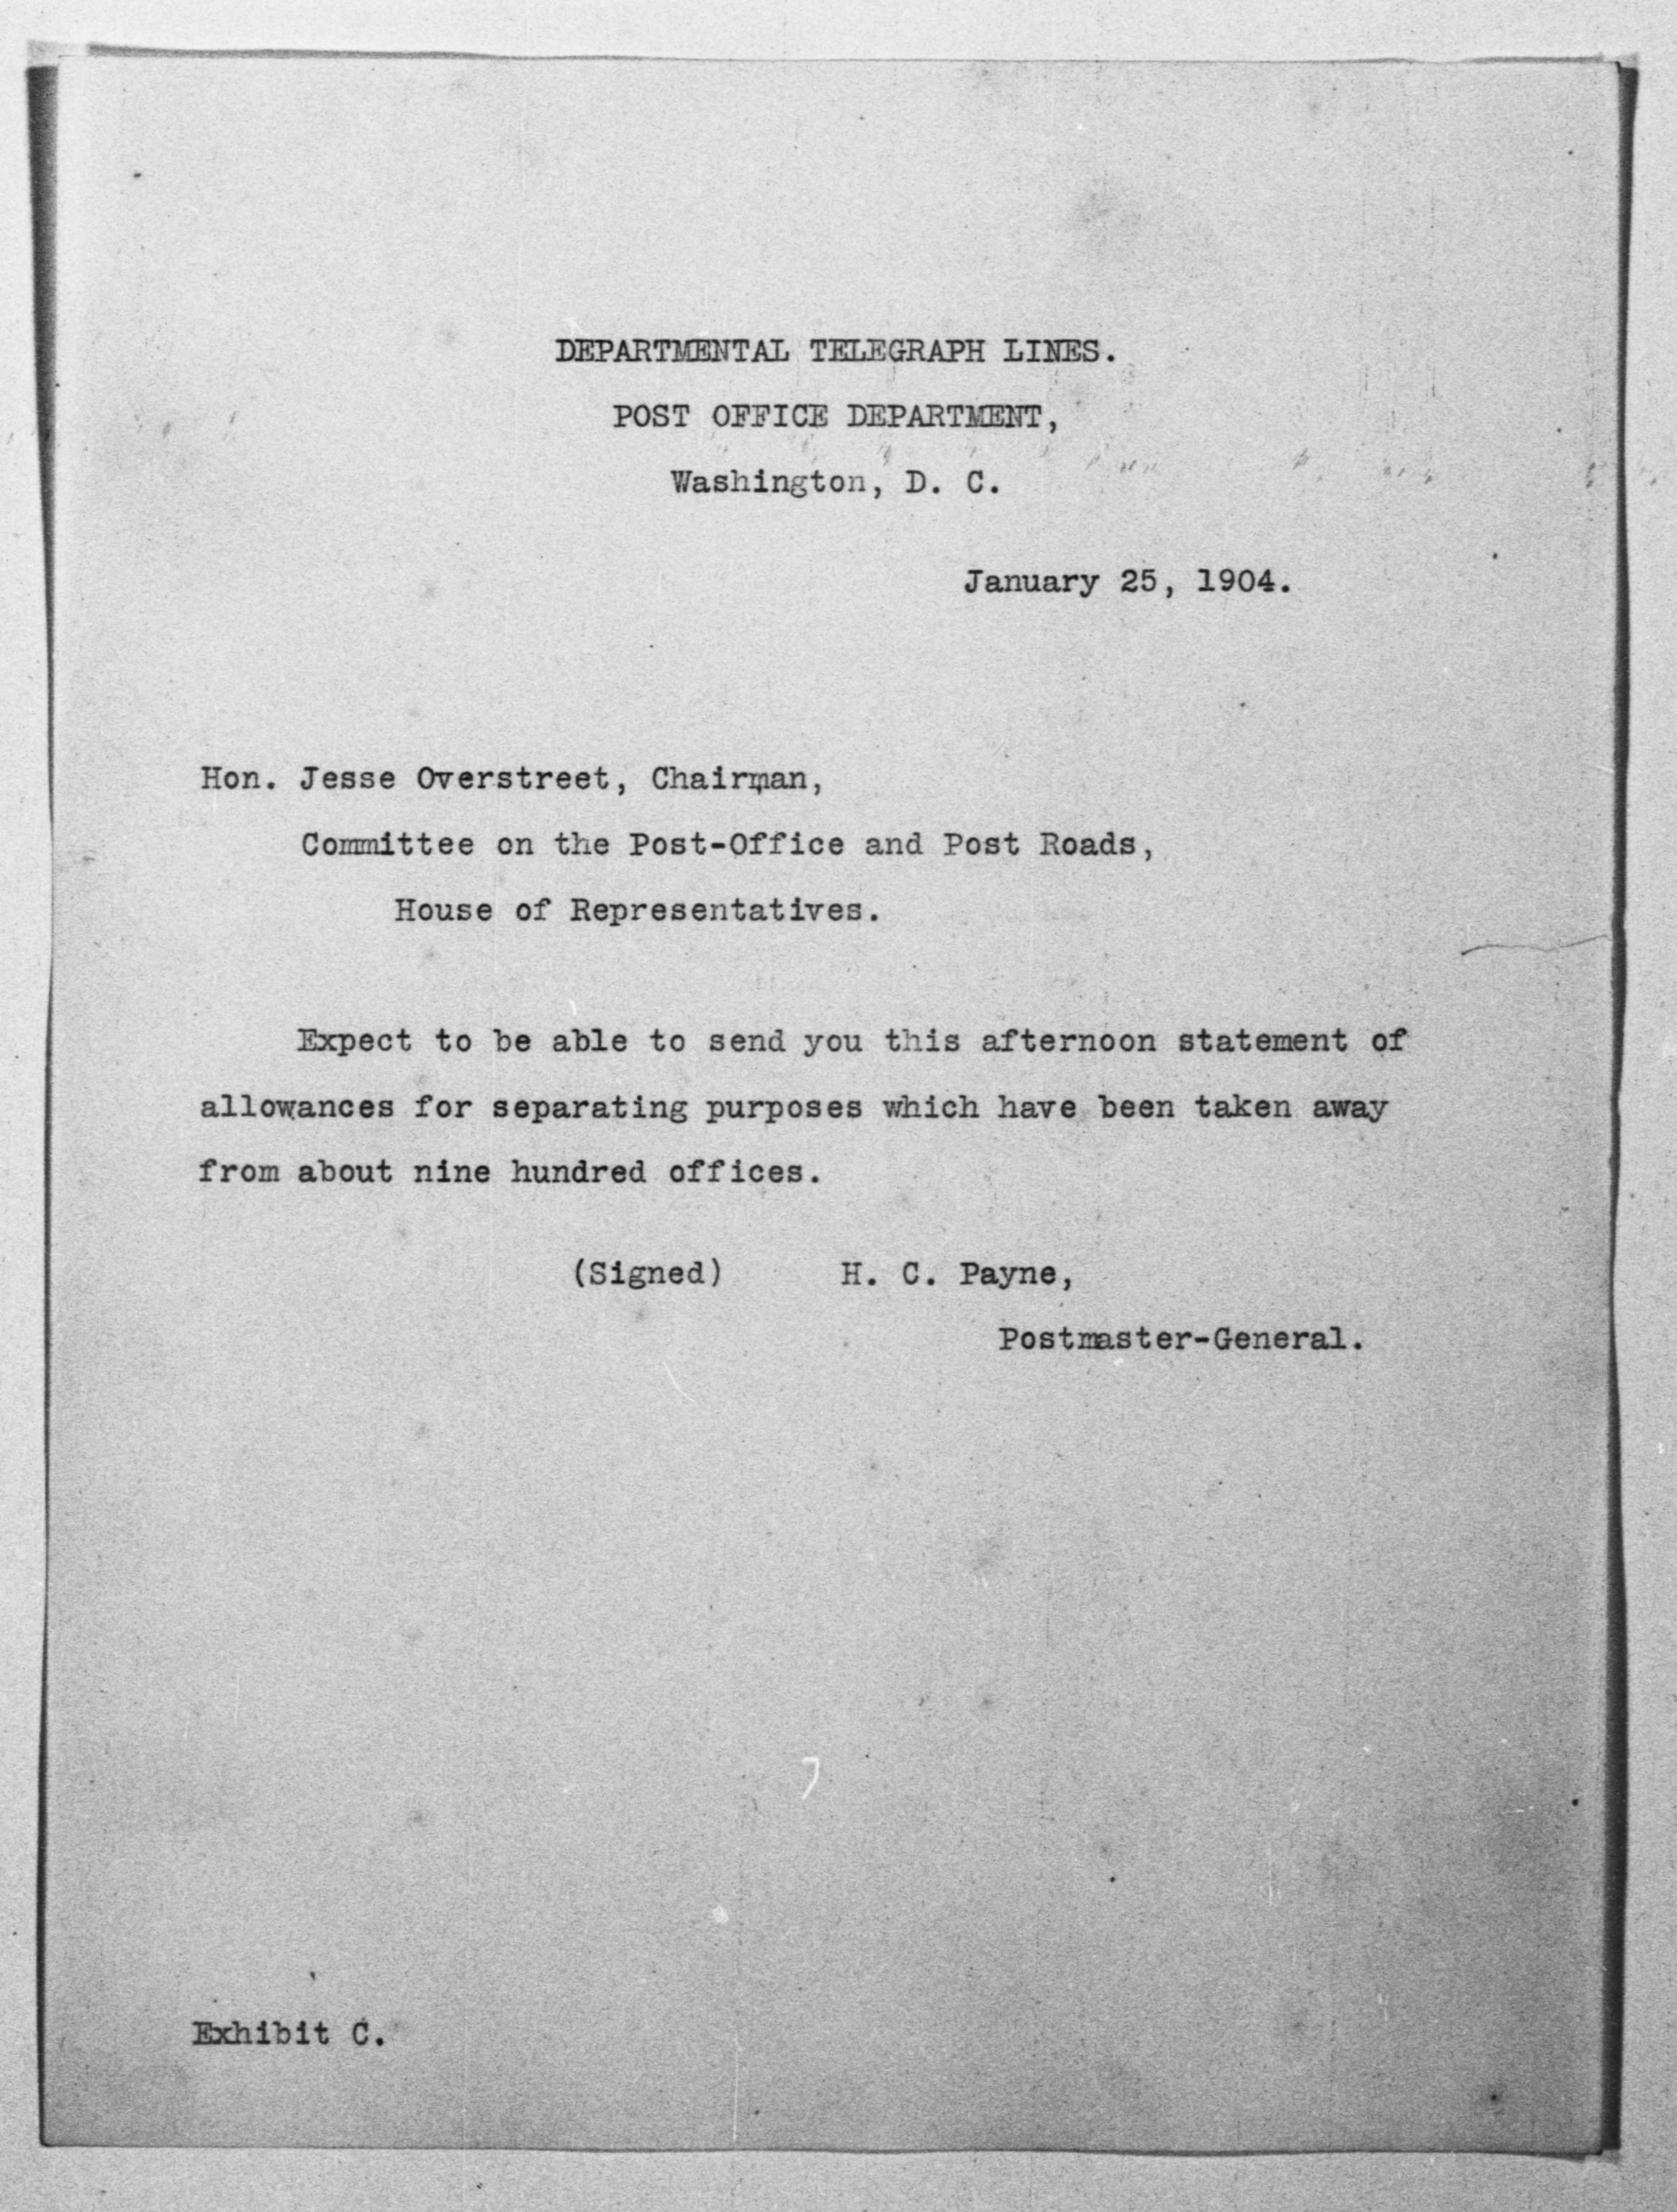 DEPARTMENTAL TELEGRAPH LINES.
POST OFFICE DEPARTMENT,
Washington, D. C.
January 25, 1904.
Hon. Jesse Overstreet, Chairman,
Committee on the Post-Office and Post Roads,
House of Representatives.
Expect to be able to send you this afternoon statement of
allowances for separating purposes which have been taken away
from about nine hundred offices.
(Signed) H. C. Payne,
Postmaster-General.
Exhibit C.